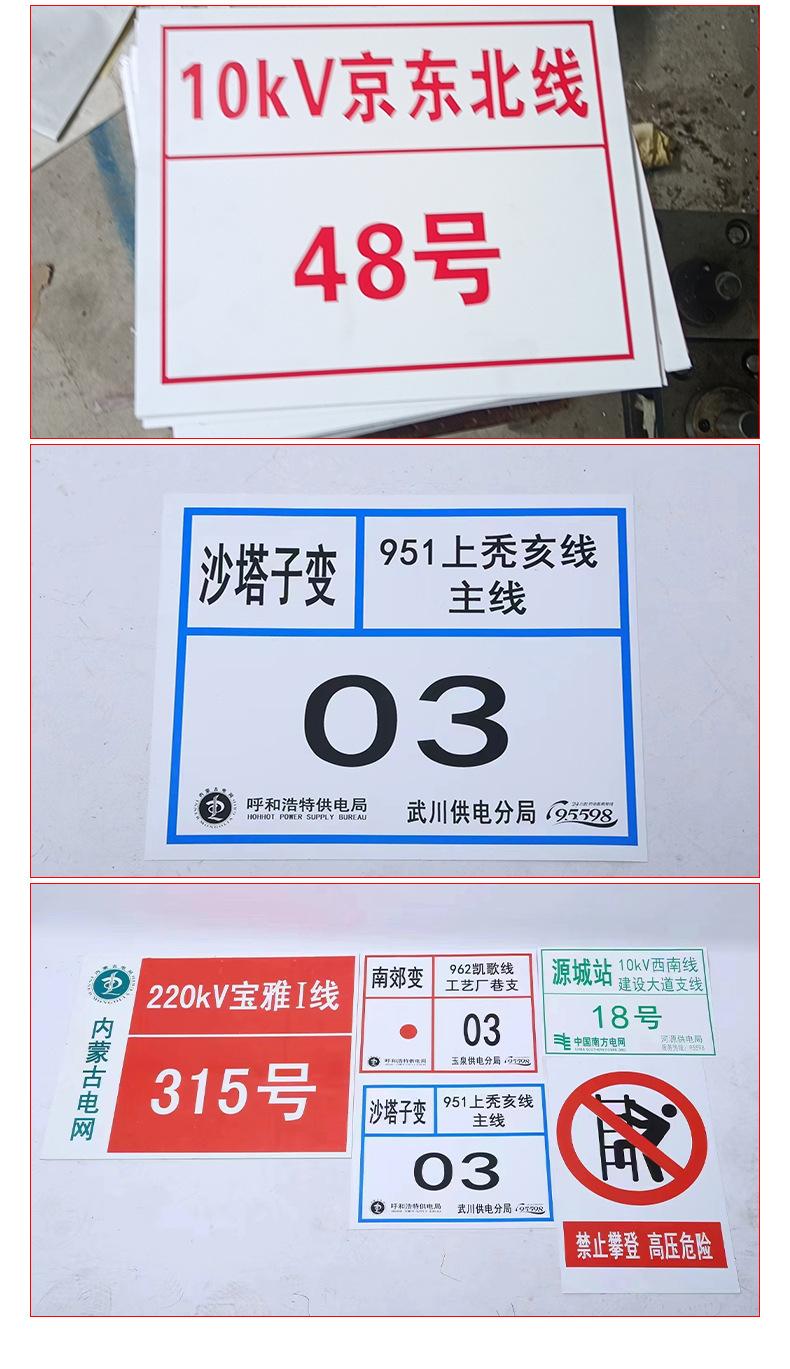 10kV京东北线
48号
沙塔子变
951上秃亥线
主线
03
呼和浩特供电局
HOHHOT POWER SUPPLY BUREAU
武川供电分局
95598
内蒙古电网
220kV宝雅I线
315号
南郊变
962凯歌线
工艺厂巷支
03
呼和浩特供电局
玉泉供电分局
95598
源城站
10kV西南线
建设大道支线
18号
中国南方电网
河源供电局
沙塔子变
951上秃亥线
主线
03
呼和浩特供电局
武川供电分局
95598
禁止攀登 高压危险